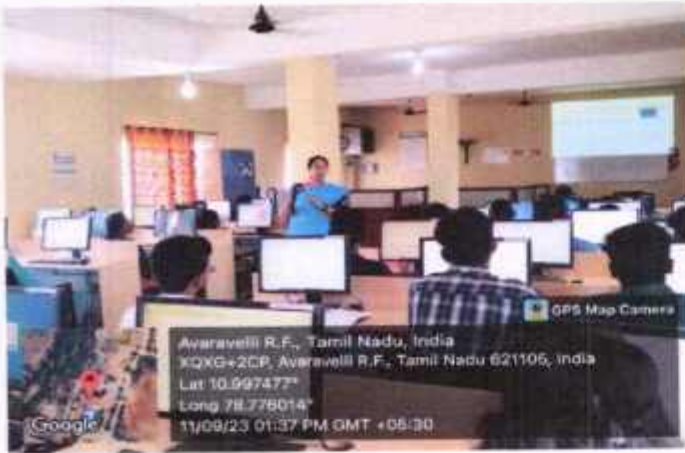 GPS Map Camera
Avaravelli R.F., Tamil Nadu, India
XQXG+2CP, Avaravelli R.F., Tamil Nadu 621105, India
Lat 10.997477°
Long 78.776014°
11/09/23 01:37 PM GMT +05:30
Google